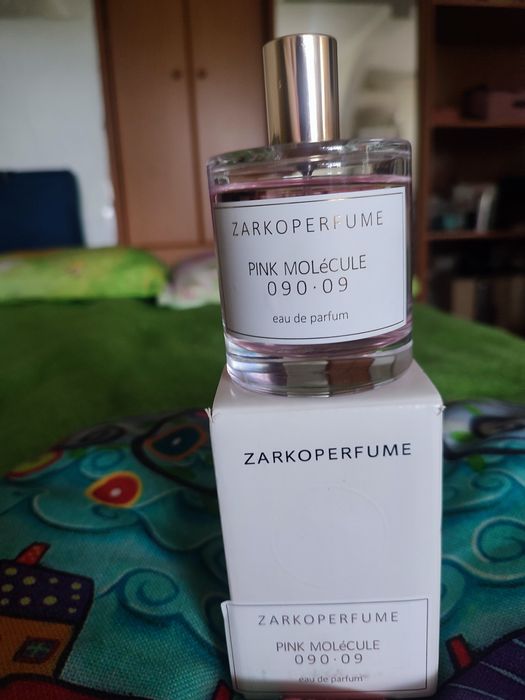 ZARKOPERFUME
PINK MOLéCULE
090·09
eau de parfum
ZARKOPERFUME
ZARKOPERFUME
PINK MOLéCULE
090·09
eau de parfum